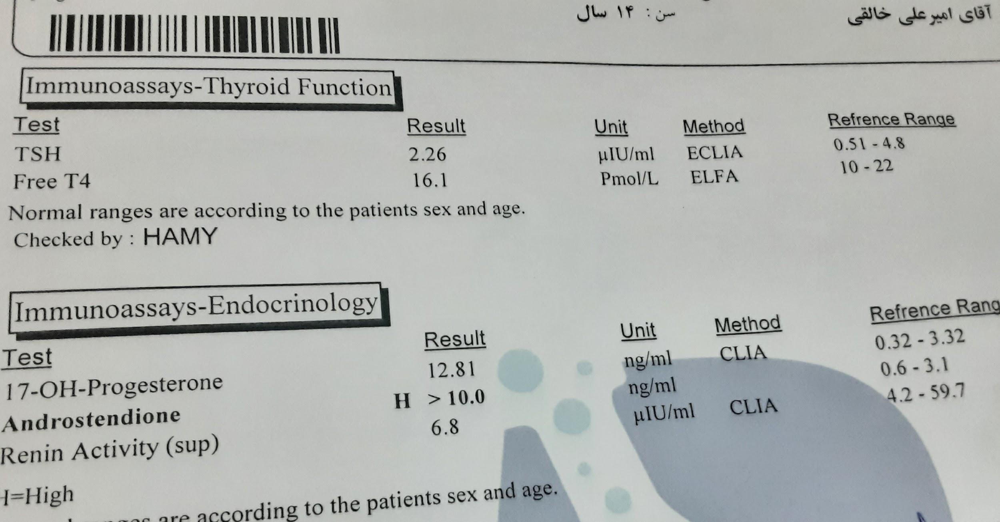 آقای امیرعلی خالقی سن : ۱۴ سال
Immunoassays-Thyroid Function
Test Result Unit Method Refrence Range
TSH 2.26 µIU/ml ECLIA 0.51 - 4.8
Free T4 16.1 Pmol/L ELFA 10 - 22
Normal ranges are according to the patients sex and age.
Checked by : HAMY
Immunoassays-Endocrinology
Test Result Unit Method Refrence Rang
17-OH-Progesterone 12.81 ng/ml CLIA 0.32 - 3.32
Androstendione H > 10.0 ng/ml 0.6 - 3.1
Renin Activity (sup) 6.8 µIU/ml CLIA 4.2 - 59.7
H=High
are according to the patients sex and age.